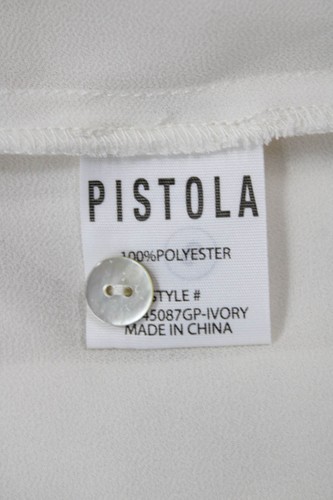 PISTOLA
100%POLYESTER
STYLE #
45087GP-IVORY
MADE IN CHINA